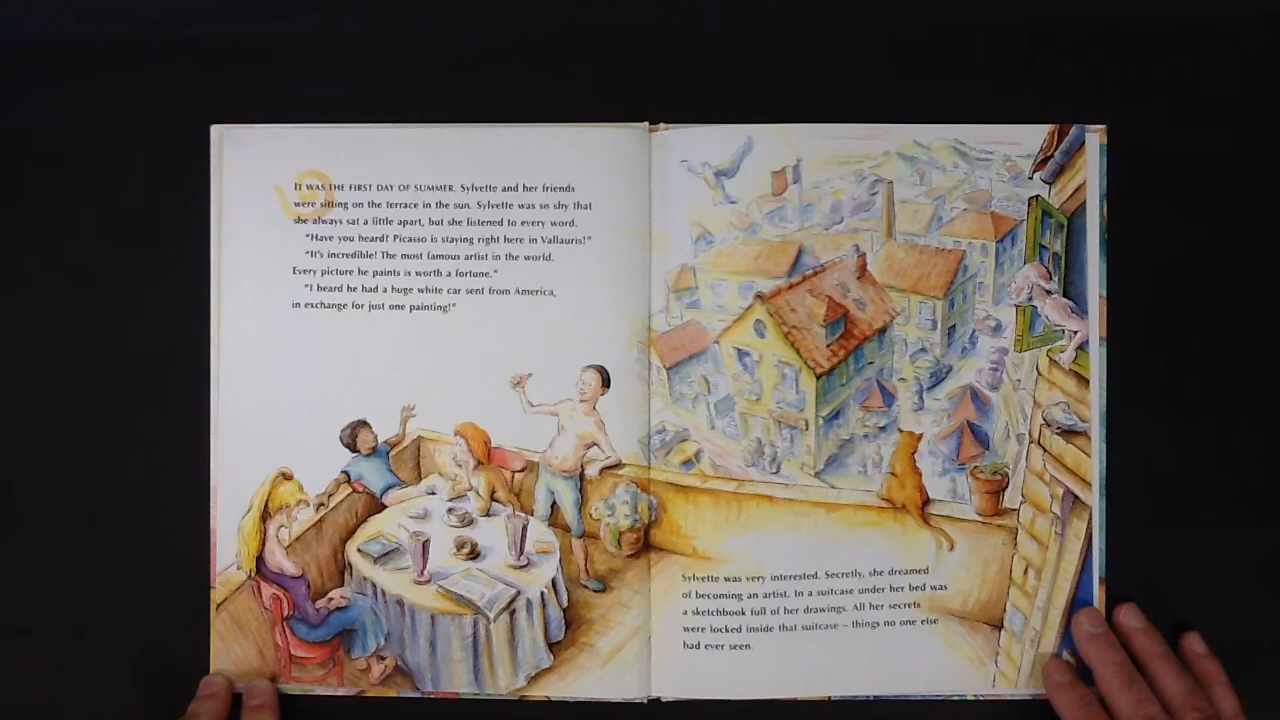 IT WAS THE FIRST DAY OF SUMMER. Sylvette and her friends
were sitting on the terrace in the sun. Sylvette was so shy that
she always sat a little apart, but she listened to every word.
"Have you heard? Picasso is staying right here in Vallauris!"
"It's incredible! The most famous artist in the world.
Every picture he paints is worth a fortune."
"I heard he had a huge white car sent from America,
in exchange for just one painting!"
Sylvette was very interested. Secretly, she dreamed
of becoming an artist. In a suitcase under her bed was
a sketchbook full of her drawings. All her secrets
were locked inside that suitcase – things no one else
had ever seen.